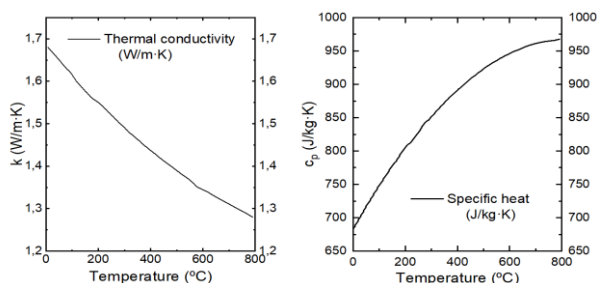 Thermal conductivity
(W/m·K)
1,7
1,6
1,5
1,4
1,3
1,2
1,7
1,6
1,5
1,4
1,3
1,2
k (W/m·K)
0 200 400 600 800
Temperature (ºC)
1000
950
900
850
800
750
700
650
1000
950
900
850
800
750
700
650
cp (J/kg·K)
Specific heat
(J/kg·K)
0 200 400 600 800
Temperature (ºC)